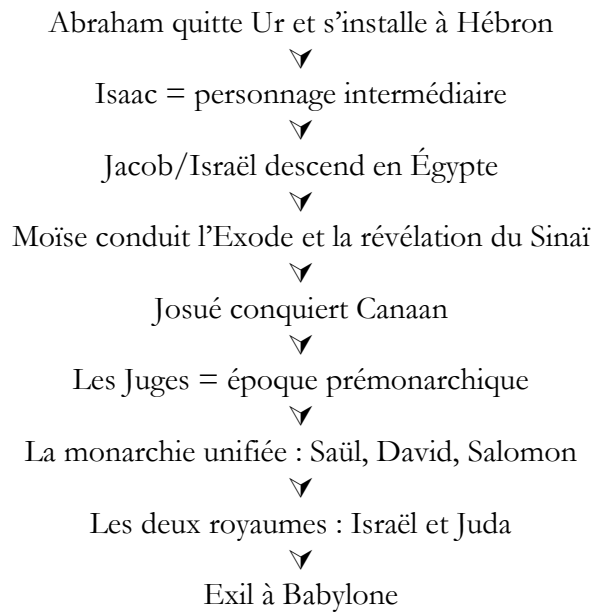 Abraham quitte Ur et s’installe à Hébron
Isaac = personnage intermédiaire
Jacob/Israël descend en Égypte
Moïse conduit l’Exode et la révélation du Sinaï
Josué conquiert Canaan
Les Juges = époque prémonarchique
La monarchie unifiée : Saül, David, Salomon
Les deux royaumes : Israël et Juda
Exil à Babylone